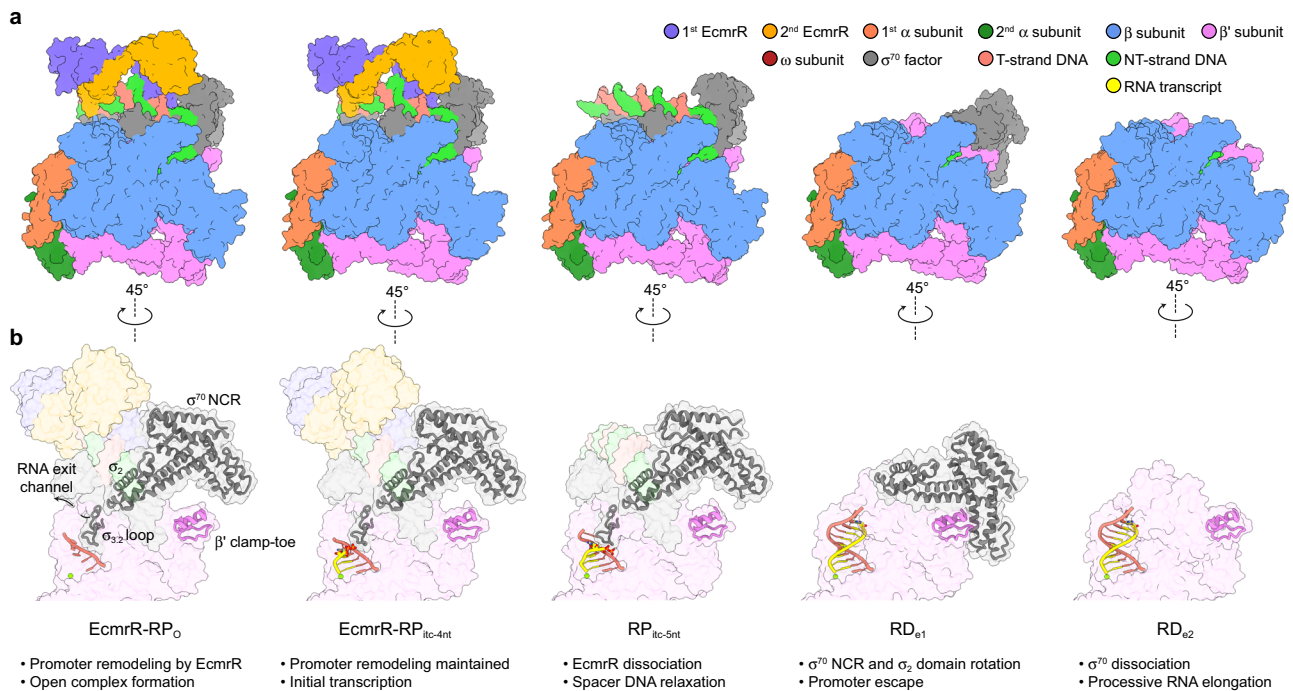 a
1st EcmrR 2nd EcmrR 1st α subunit 2nd α subunit β subunit β' subunit
ω subunit σ70 factor T-strand DNA NT-strand DNA
RNA transcript
45° 45° 45° 45° 45°
b
σ70 NCR
σ2
RNA exit
channel
σ3.2 loop
β' clamp-toe
EcmrR-RPO EcmrR-RPitc-4nt RPitc-5nt RDe1 RDe2
• Promoter remodeling by EcmrR • Promoter remodeling maintained • EcmrR dissociation • σ70 NCR and σ2 domain rotation • σ70 dissociation
• Open complex formation • Initial transcription • Spacer DNA relaxation • Promoter escape • Processive RNA elongation